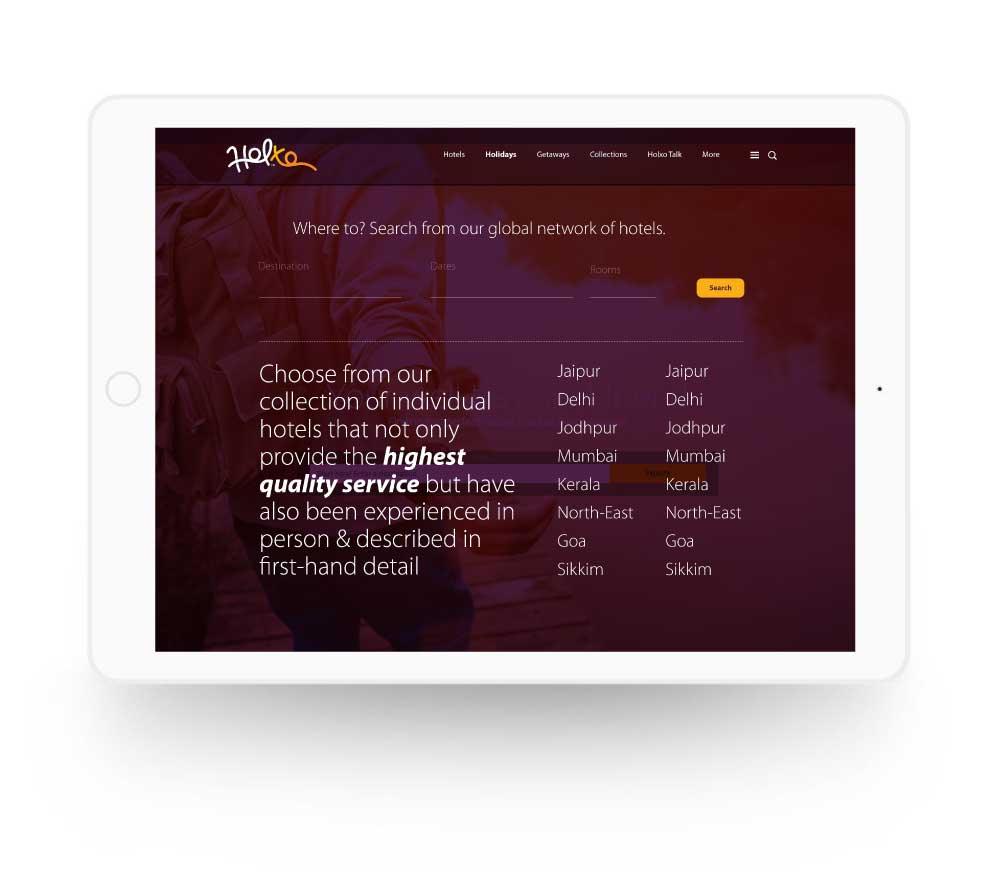 Holxo
Hotels Holidays Getaways Collections Holxo Talk More
Where to? Search from our global network of hotels.
Destination Dates Rooms
Search
Choose from our
collection of individual
hotels that not only
provide the highest
quality service but have
also been experienced in
person & described in
first-hand detail
Jaipur
Delhi
Jodhpur
Mumbai
Kerala
North-East
Goa
Sikkim
Jaipur
Delhi
Jodhpur
Mumbai
Kerala
North-East
Goa
Sikkim